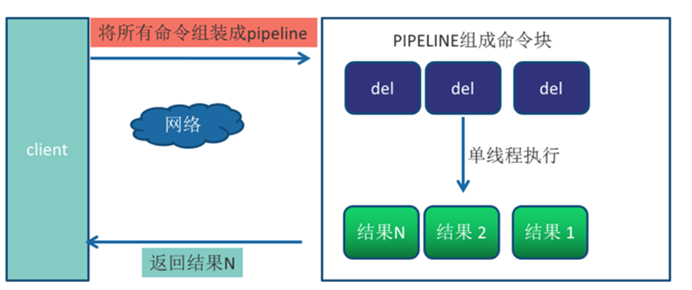 将所有命令组装成pipeline
PIPELINE组成命令块
del del del
网络
client
单线程执行
结果N 结果 2 结果 1
返回结果N